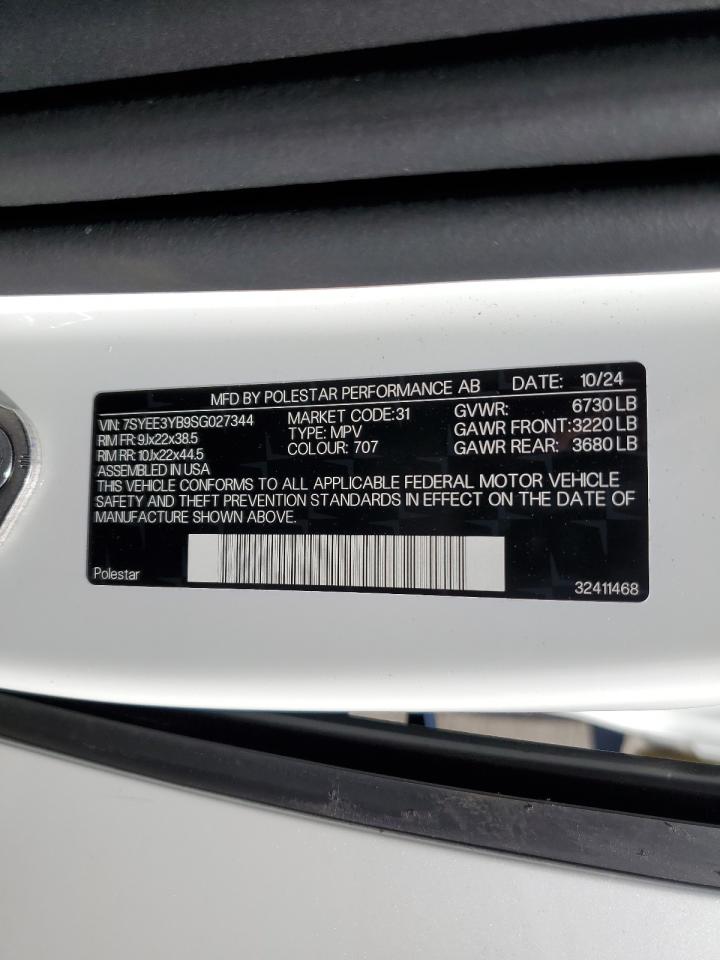 MFD BY POLESTAR PERFORMANCE AB DATE: 10/24
VIN: 7SYEE3YB9SG027344 MARKET CODE:31 GVWR: 6730 LB
RIM FR: 9Jx22x38.5 TYPE: MPV GAWR FRONT: 3220 LB
RIM RR: 10Jx22x44.5 COLOUR: 707 GAWR REAR: 3680 LB
ASSEMBLED IN USA
THIS VEHICLE CONFORMS TO ALL APPLICABLE FEDERAL MOTOR VEHICLE
SAFETY AND THEFT PREVENTION STANDARDS IN EFFECT ON THE DATE OF
MANUFACTURE SHOWN ABOVE.
Polestar 32411468